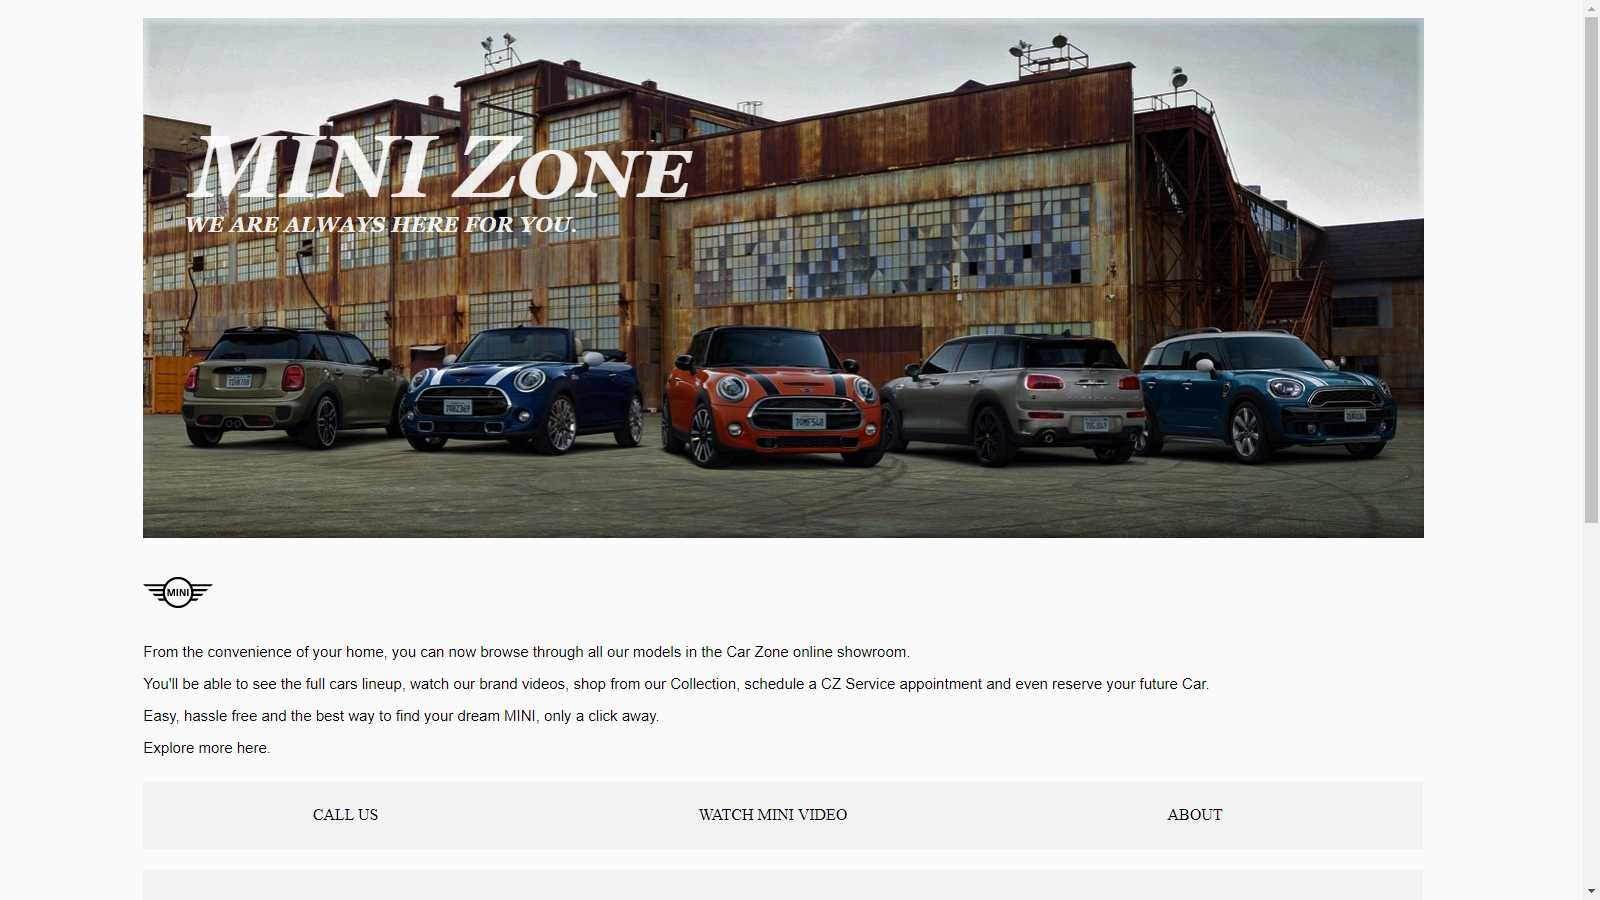 MINI ZONE
WE ARE ALWAYS HERE FOR YOU.
MINI
From the convenience of your home, you can now browse through all our models in the Car Zone online showroom.
You'll be able to see the full cars lineup, watch our brand videos, shop from our Collection, schedule a CZ Service appointment and even reserve your future Car.
Easy, hassle free and the best way to find your dream MINI, only a click away.
Explore more here.
CALL US
WATCH MINI VIDEO
ABOUT